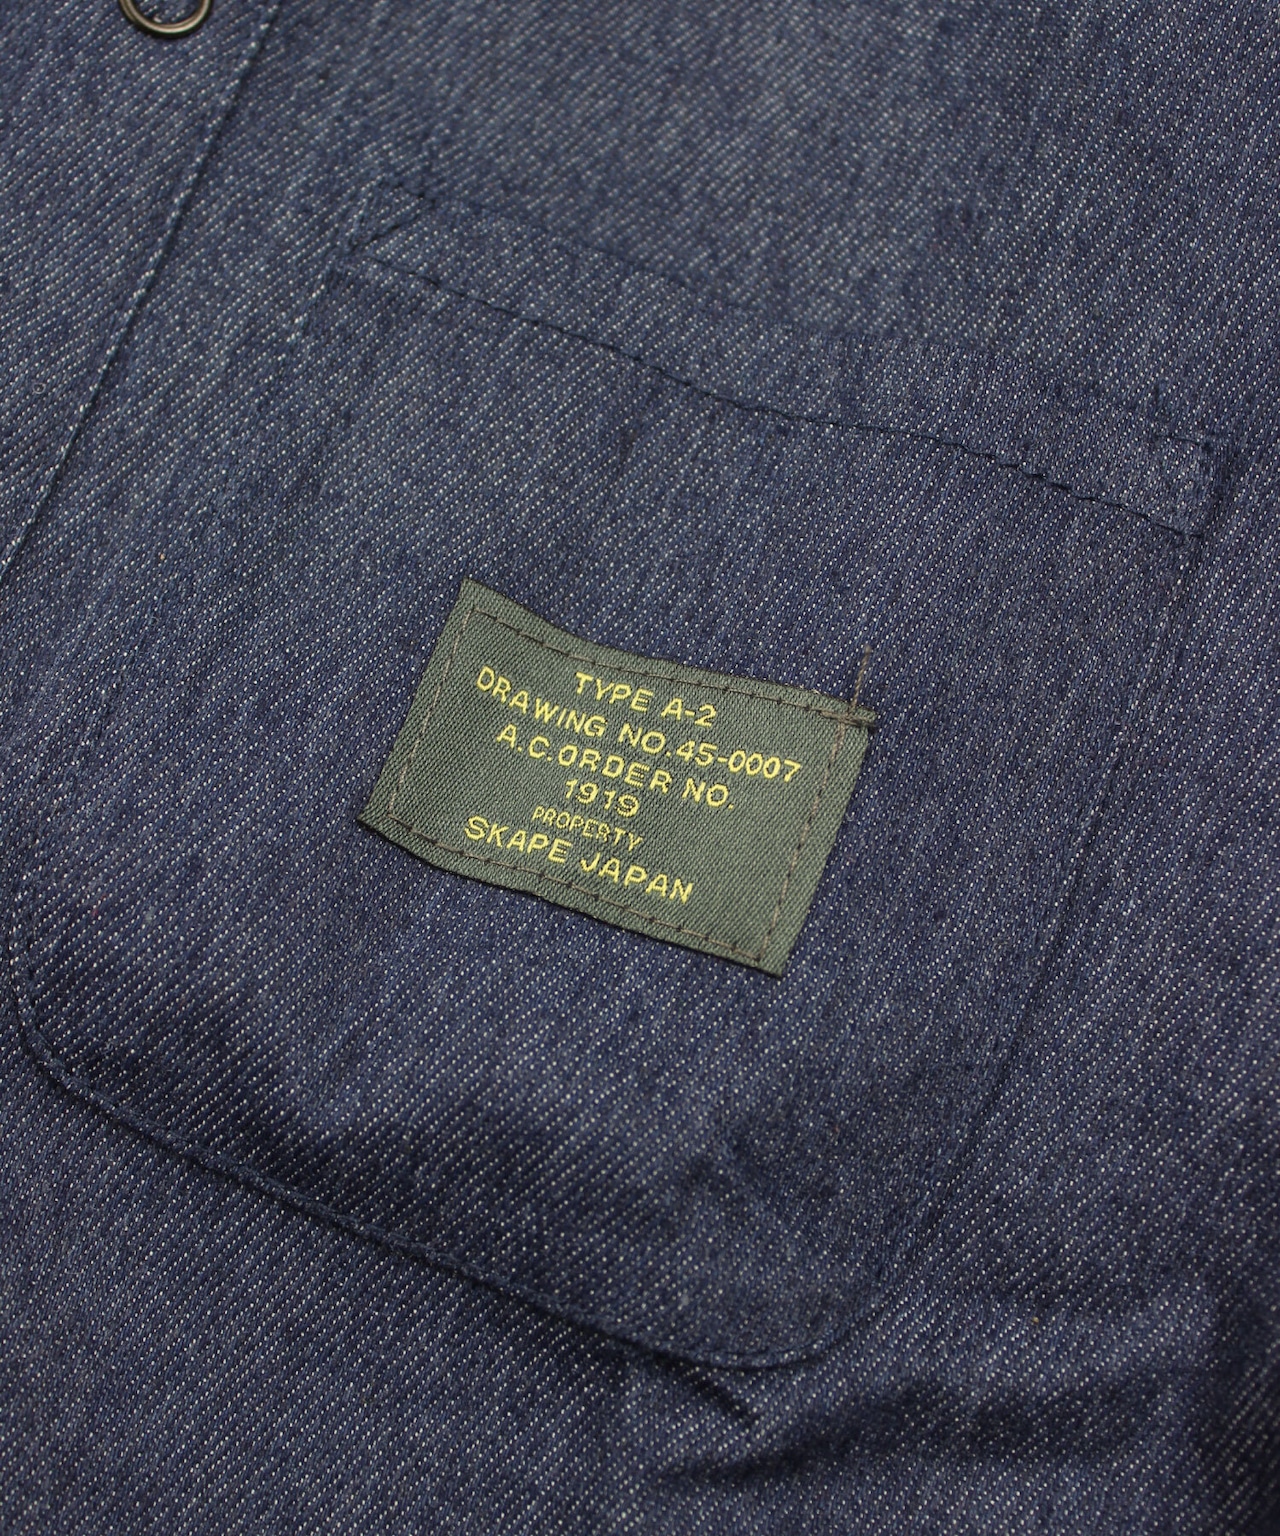 TYPE A-2
DRAWING NO.45-0007
A.C.ORDER NO.
1919
PROPERTY
SKAPE JAPAN